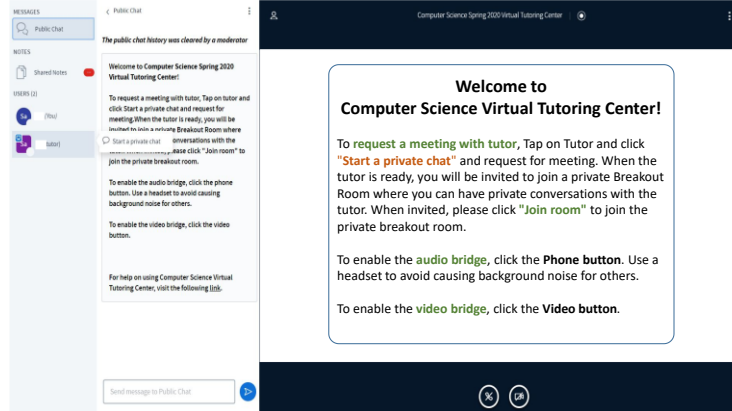 MESSAGES
Public Chat
NOTES
Shared Notes
USERS (2)
Sa (You)
Sa tutor)
Public Chat
The public chat history was cleared by a moderator
Welcome to Computer Science Spring 2020
Virtual Tutoring Center!
To request a meeting with tutor, Tap on tutor and
click Start a private chat and request for
meeting.When the tutor is ready, you will be
invited to join a private Breakout Room where
Start a private chat
onversations with the
please click "Join room" to
join the private breakout room.
To enable the audio bridge, click the phone
button. Use a headset to avoid causing
background noise for others.
To enable the video bridge, click the video
button.
For help on using Computer Science Virtual
Tutoring Center, visit the following link.
Send message to Public Chat
Computer Science Spring 2020 Virtual Tutoring Center
Welcome to
Computer Science Virtual Tutoring Center!
To request a meeting with tutor, Tap on Tutor and click
"Start a private chat" and request for meeting. When the
tutor is ready, you will be invited to join a private Breakout
Room where you can have private conversations with the
tutor. When invited, please click "Join room" to join the
private breakout room.
To enable the audio bridge, click the Phone button. Use a
headset to avoid causing background noise for others.
To enable the video bridge, click the Video button.